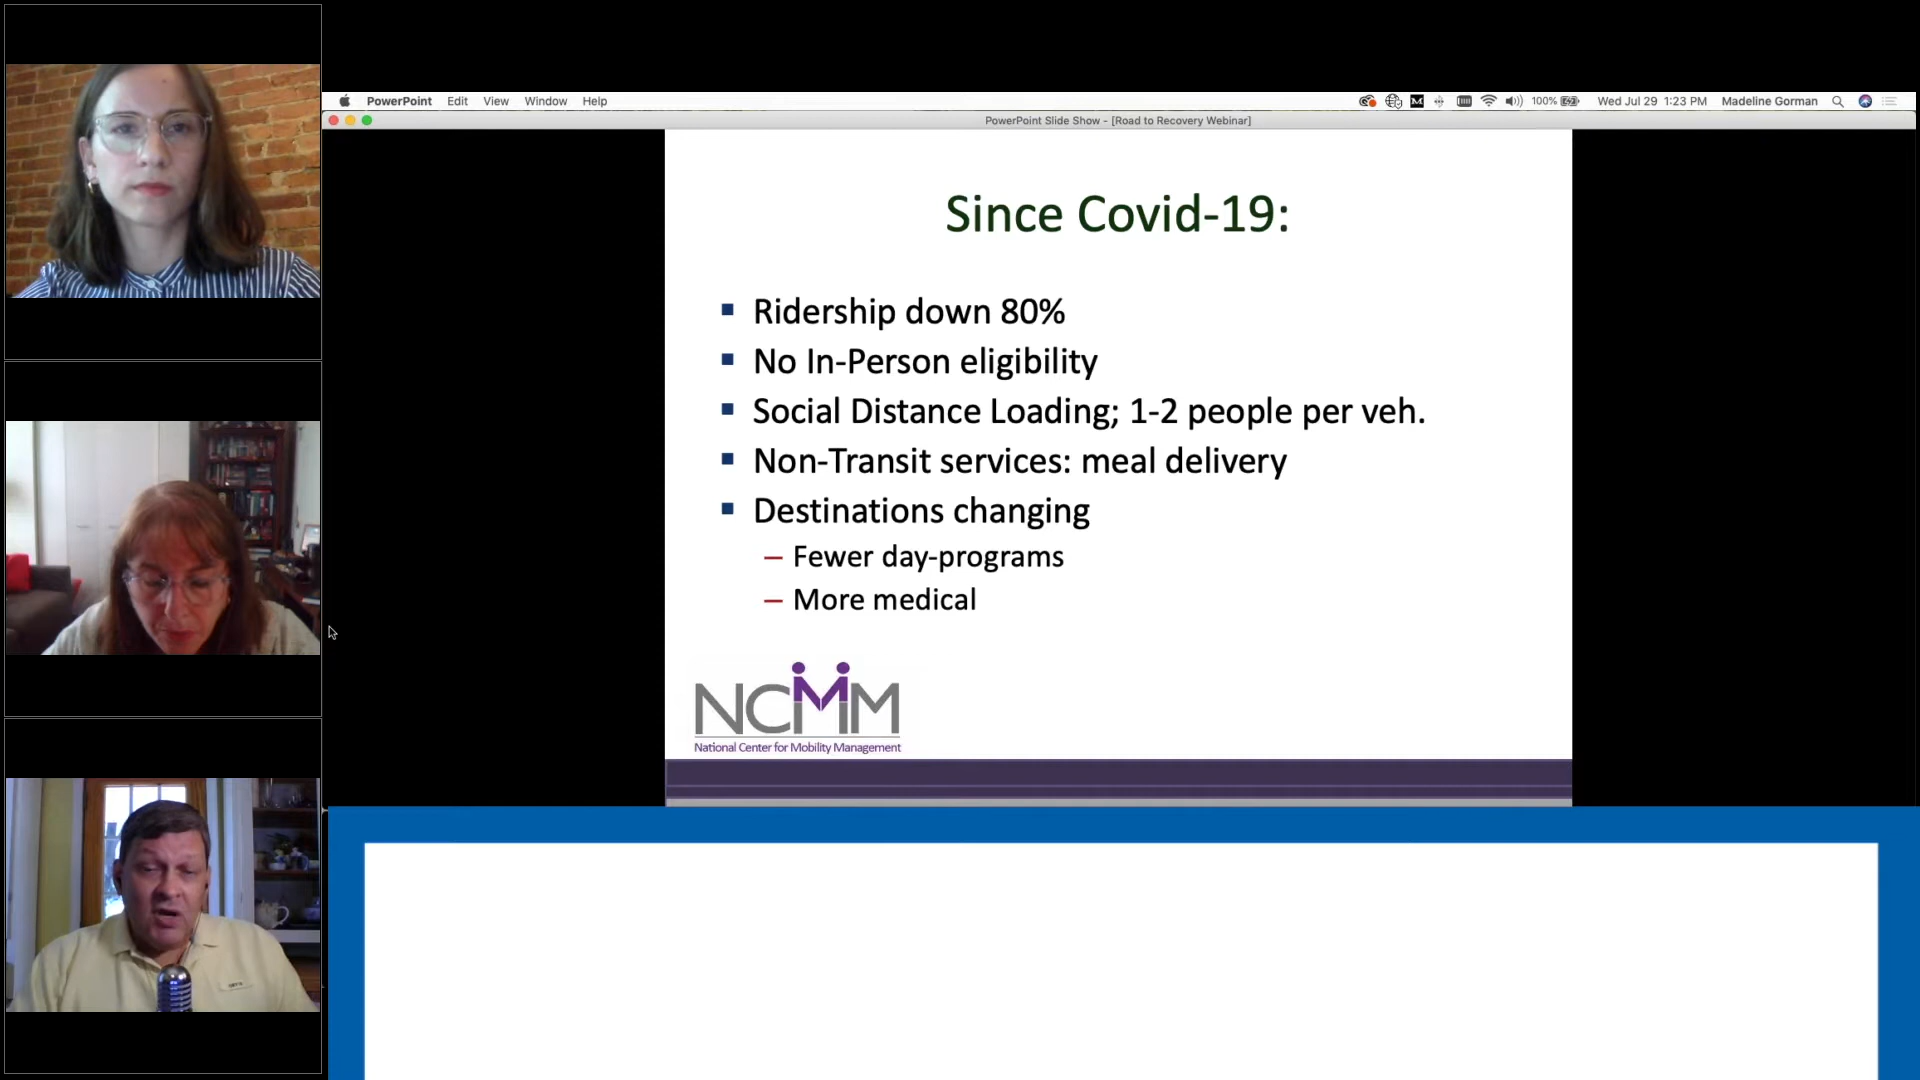 PowerPoint Edit View Window Help 100% Wed Jul 29 1:23 PM Madeline Gorman
PowerPoint Slide Show - [Road to Recovery Webinar]
Since Covid-19:
Ridership down 80%
No In-Person eligibility
Social Distance Loading; 1-2 people per veh.
Non-Transit services: meal delivery
Destinations changing
– Fewer day-programs
– More medical
NCMM
National Center for Mobility Management